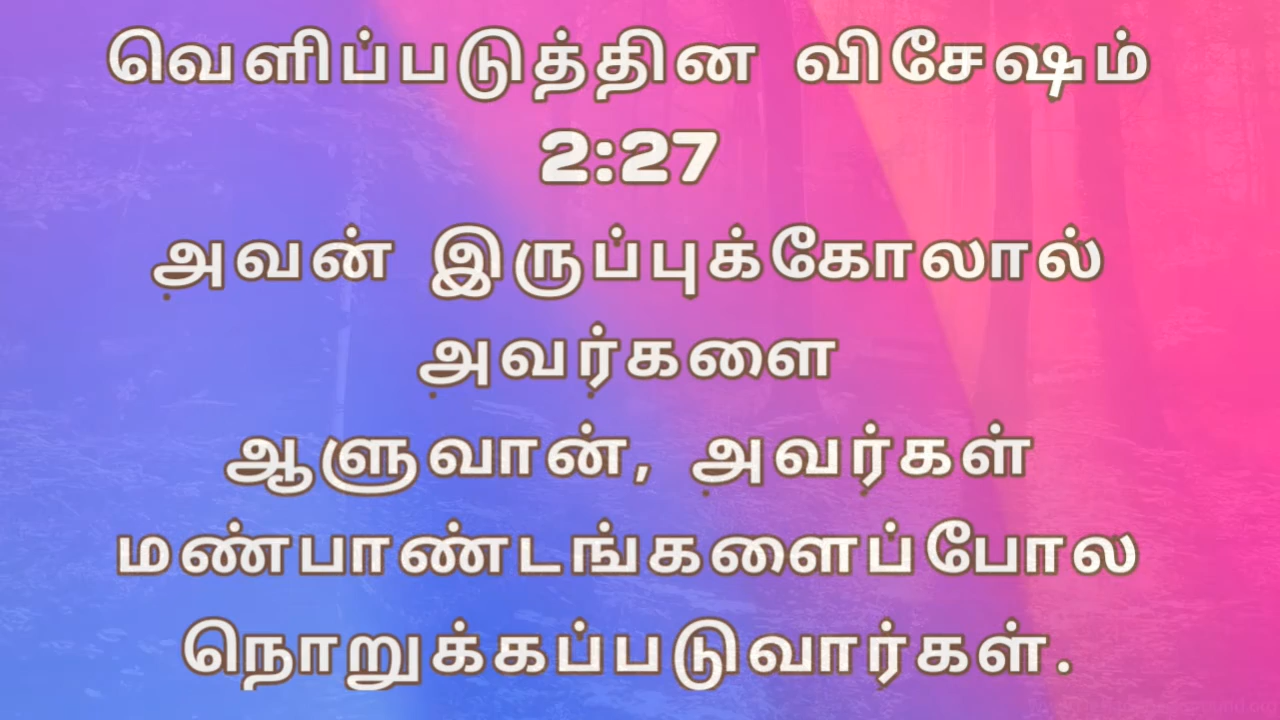 வெளிப்படுத்தின விசேஷம்
2:27
அவன் இருப்புக்கோலால்
அவர்களை
ஆளுவான், அவர்கள்
மண்பாண்டங்களைப்போல
நொறுக்கப்படுவார்கள்.